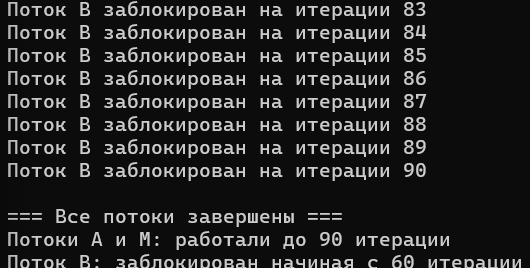 Поток B заблокирован на итерации 83
Поток B заблокирован на итерации 84
Поток B заблокирован на итерации 85
Поток B заблокирован на итерации 86
Поток B заблокирован на итерации 87
Поток B заблокирован на итерации 88
Поток B заблокирован на итерации 89
Поток B заблокирован на итерации 90
=== Все потоки завершены ===
Потоки A и M: работали до 90 итерации
Поток B: заблокирован начиная с 60 итерации